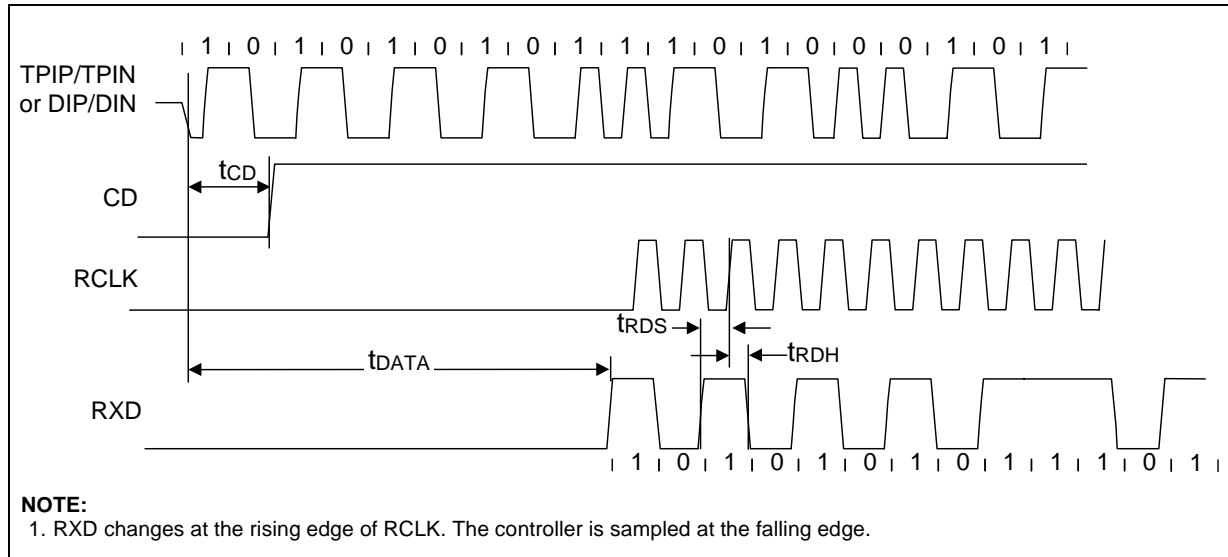 | 1 | 0 | 1 | 0 | 1 | 0 | 1 | 0 | 1 | 1 | 1 | 0 | 1 | 0 | 0 | 0 | 1 | 0 | 1 |
TPIP/TPIN
or DIP/DIN
tCD
CD
RCLK
tRDS
tRDH
tDATA
RXD
| 1 | 0 | 1 | 0 | 1 | 0 | 1 | 0 | 1 | 1 | 1 | 0 | 1 |
NOTE:
1. RXD changes at the rising edge of RCLK. The controller is sampled at the falling edge.